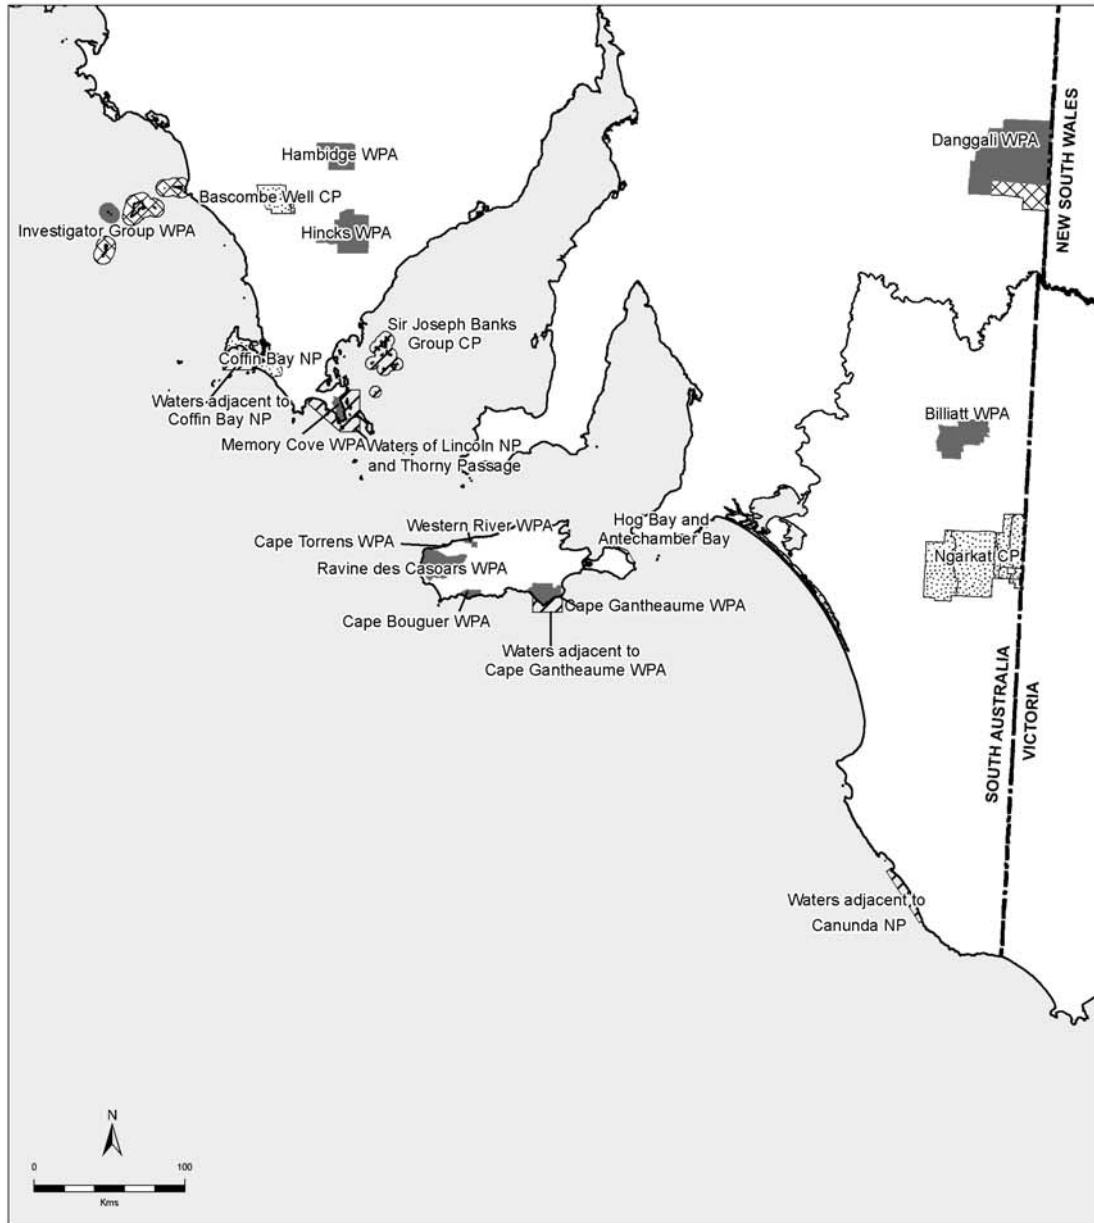 NEW SOUTH WALES
Danggali WPA
Hambidge WPA
Bascombe Well CP
Investigator Group WPA
Hincks WPA
Sir Joseph Banks
Group CP
Coffin Bay NP
Waters adjacent to
Coffin Bay NP
Memory Cove WPA
Waters of Lincoln NP
and Thorny Passage
Billiatt WPA
Western River WPA
Hog Bay and
Antechamber Bay
Cape Torrens WPA
Ravine des Casoars WPA
Ngarkat CP
Cape Gantheaume WPA
Cape Bouguer WPA
Waters adjacent to
Cape Gantheaume WPA
SOUTH AUSTRALIA
VICTORIA
Waters adjacent to
Canunda NP
N
0 100
Kms